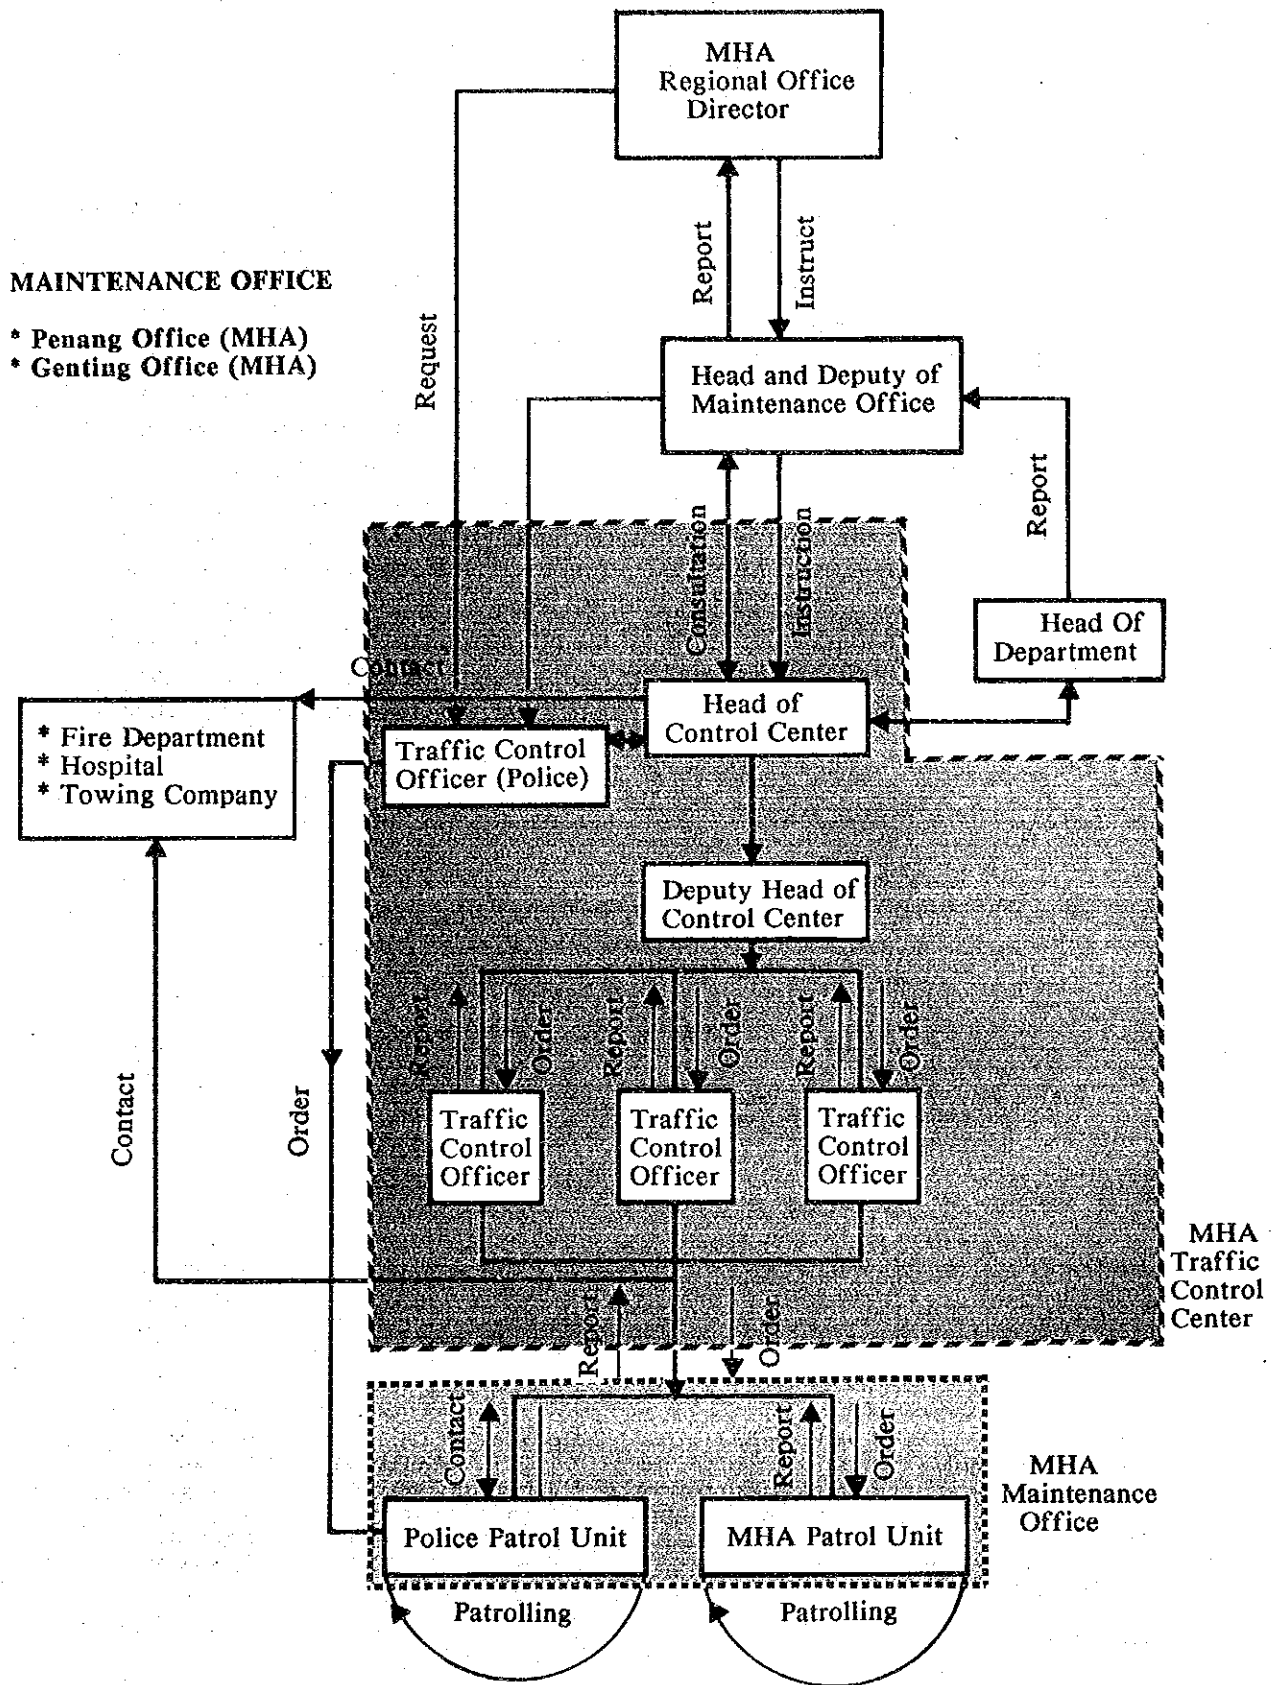 MHA
Regional Office
Director
Report
Instruct
MAINTENANCE OFFICE
* Penang Office (MHA)
* Genting Office (MHA)
Request
Head and Deputy of
Maintenance Office
Report
Consultation
Instruction
Head Of
Department
Contact
Head of
Control Center
* Fire Department
* Hospital
* Towing Company
Traffic Control
Officer (Police)
Deputy Head of
Control Center
Report
Order
Report
Order
Report
Order
Contact
Order
Traffic
Control
Officer
Traffic
Control
Officer
Traffic
Control
Officer
MHA
Traffic
Control
Center
Report
Order
Contact
Report
Order
MHA
Maintenance
Office
Police Patrol Unit
MHA Patrol Unit
Patrolling
Patrolling